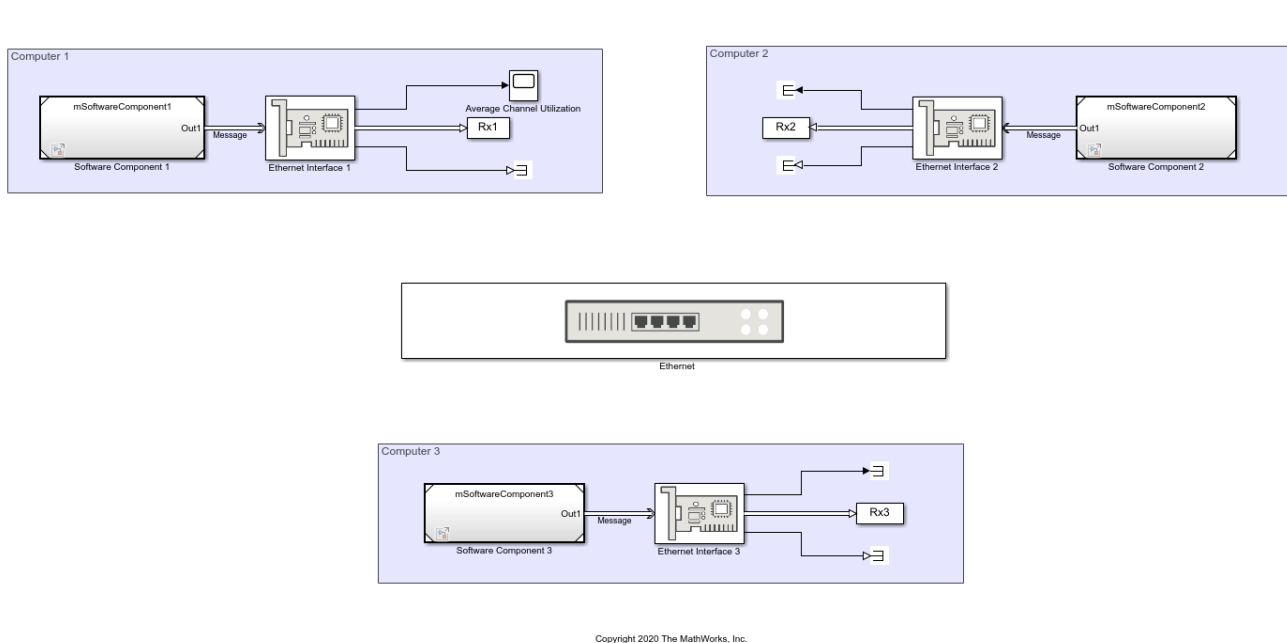 Computer 1
mSoftwareComponent1
Out1
Message
Software Component 1
Ethernet Interface 1
Average Channel Utilization
Rx1
Computer 2
Rx2
Ethernet Interface 2
Message
mSoftwareComponent2
Out1
Software Component 2
Ethernet
Computer 3
mSoftwareComponent3
Out1
Message
Software Component 3
Ethernet Interface 3
Rx3
Copyright 2020 The MathWorks, Inc.